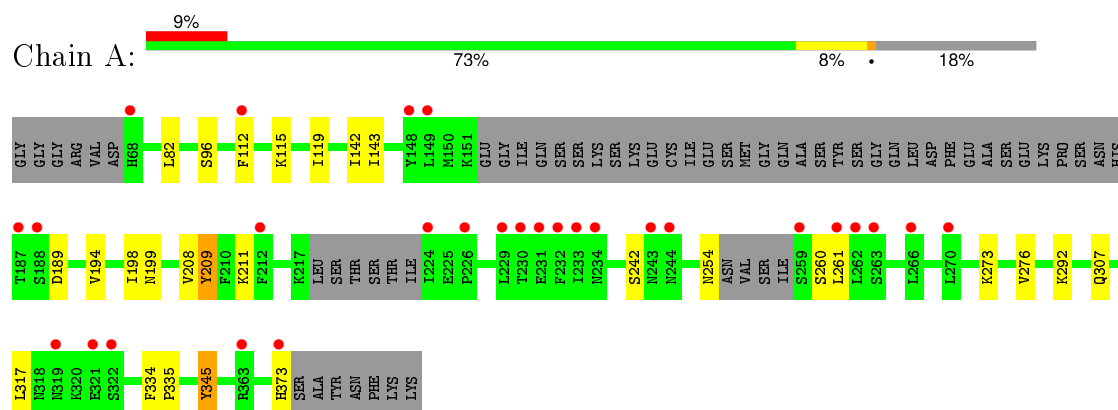 9%
Chain A:
73% 8% • 18%
GLY GLY GLY ARG VAL ASP H68 L82 S96 F112 K115 I119 I142 I143 Y148 L149 M150 K151 GLU GLY ILE GLN SER SER LYS SER LYS GLU CYS ILE GLU SER MET GLY GLN ALA SER TYR SER GLY GLN LEU ASP PHE GLU ALA SER GLU LYS PRO SER ASN HIS
T187 S188 D189 V194 I198 N199 V208 Y209 F210 K211 F212 K217 LEU SER THR SER THR ILE I224 E225 P226 L229 T230 E231 F232 I233 N234 S242 N243 N244 N254 ASN VAL SER ILE S259 S260 L261 L262 S263 L266 L270 K273 V276 K292 Q307
L317 N318 N319 K320 E321 S322 F334 P335 Y345 R363 H373 SER ALA TYR ASN PHE LYS LYS